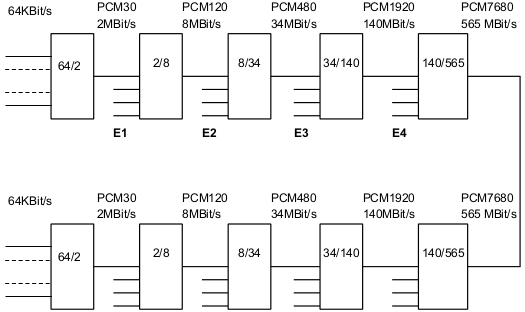 64KBit/s PCM30 PCM120 PCM480 PCM1920 PCM7680
2MBit/s 8MBit/s 34MBit/s 140MBit/s 565 MBit/s
64/2 2/8 8/34 34/140 140/565
E1 E2 E3 E4
64KBit/s PCM30 PCM120 PCM480 PCM1920 PCM7680
2MBit/s 8MBit/s 34MBit/s 140MBit/s 565 MBit/s
64/2 2/8 8/34 34/140 140/565